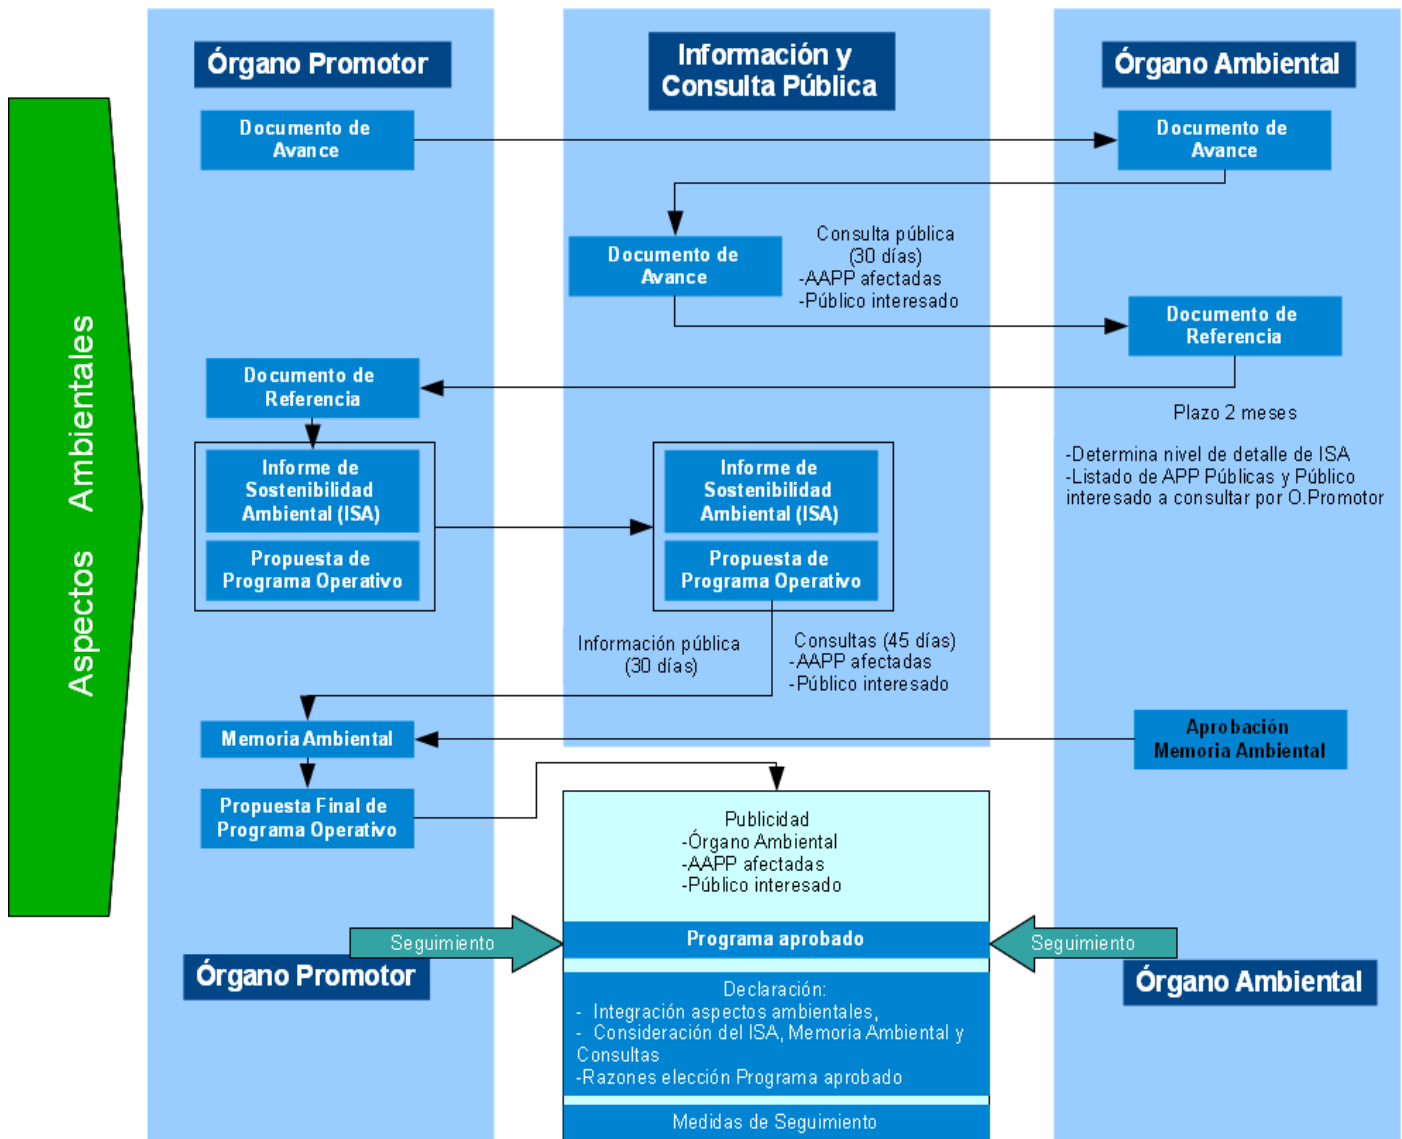 Órgano Promotor
Información y
Consulta Pública
Órgano Ambiental
Documento de
Avance
Documento de
Avance
Documento de
Avance
Consulta pública
(30 días)
-AAPP afectadas
-Público interesado
Documento de
Referencia
Documento de
Referencia
Plazo 2 meses
-Determina nivel de detalle de ISA
-Listado de APP Públicas y Público
interesado a consultar por O.Promotor
Aspectos Ambientales
Informe de
Sostenibilidad
Ambiental (ISA)
Propuesta de
Programa Operativo
Informe de
Sostenibilidad
Ambiental (ISA)
Propuesta de
Programa Operativo
Información pública
(30 días)
Consultas (45 días)
-AAPP afectadas
-Público interesado
Memoria Ambiental
Aprobación
Memoria Ambiental
Propuesta Final de
Programa Operativo
Publicidad
-Órgano Ambiental
-AAPP afectadas
-Público interesado
Seguimiento
Programa aprobado
Seguimiento
Órgano Promotor
Órgano Ambiental
Declaración:
- Integración aspectos ambientales,
- Consideración del ISA, Memoria Ambiental y
Consultas
-Razones elección Programa aprobado
Medidas de Seguimiento